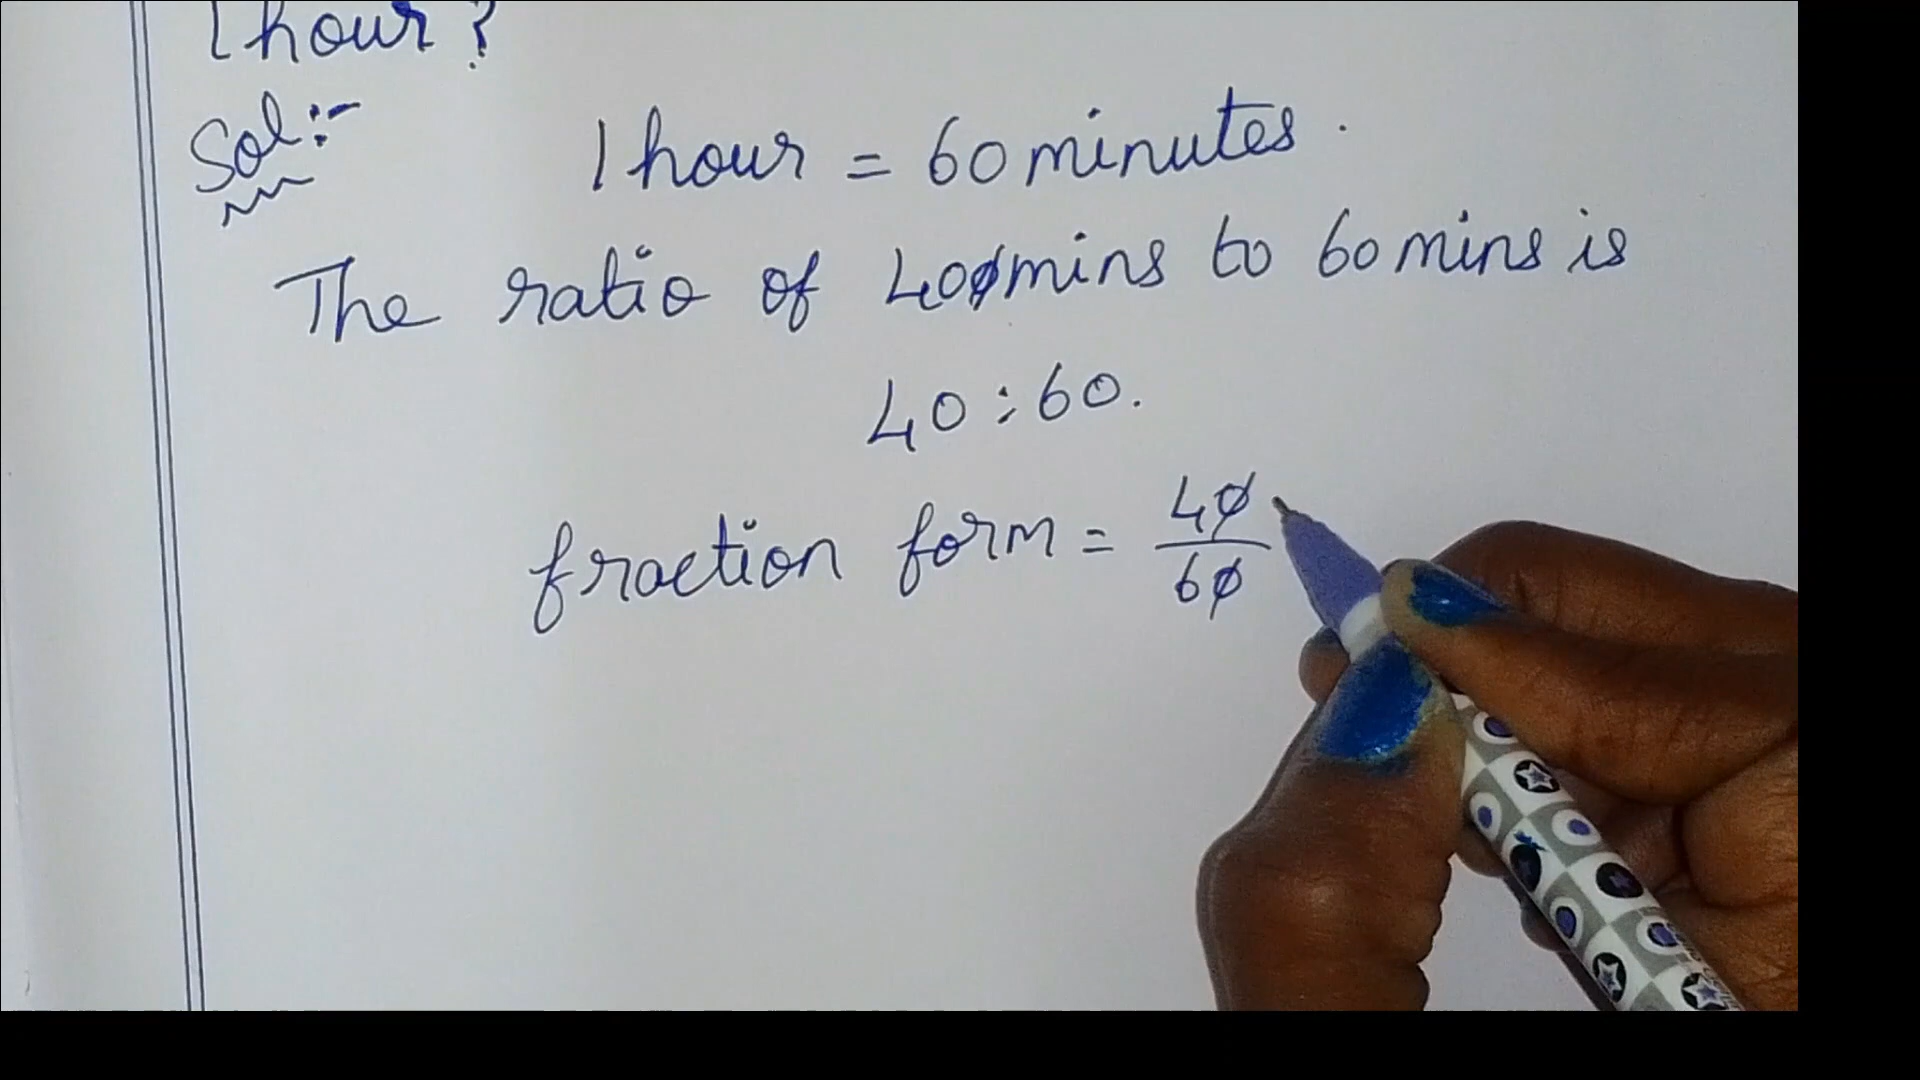 1 hour ?
Sol:-
1 hour = 60 minutes.
The ratio of 40 mins to 60 mins is
40 : 60.
fraction form = 40/60